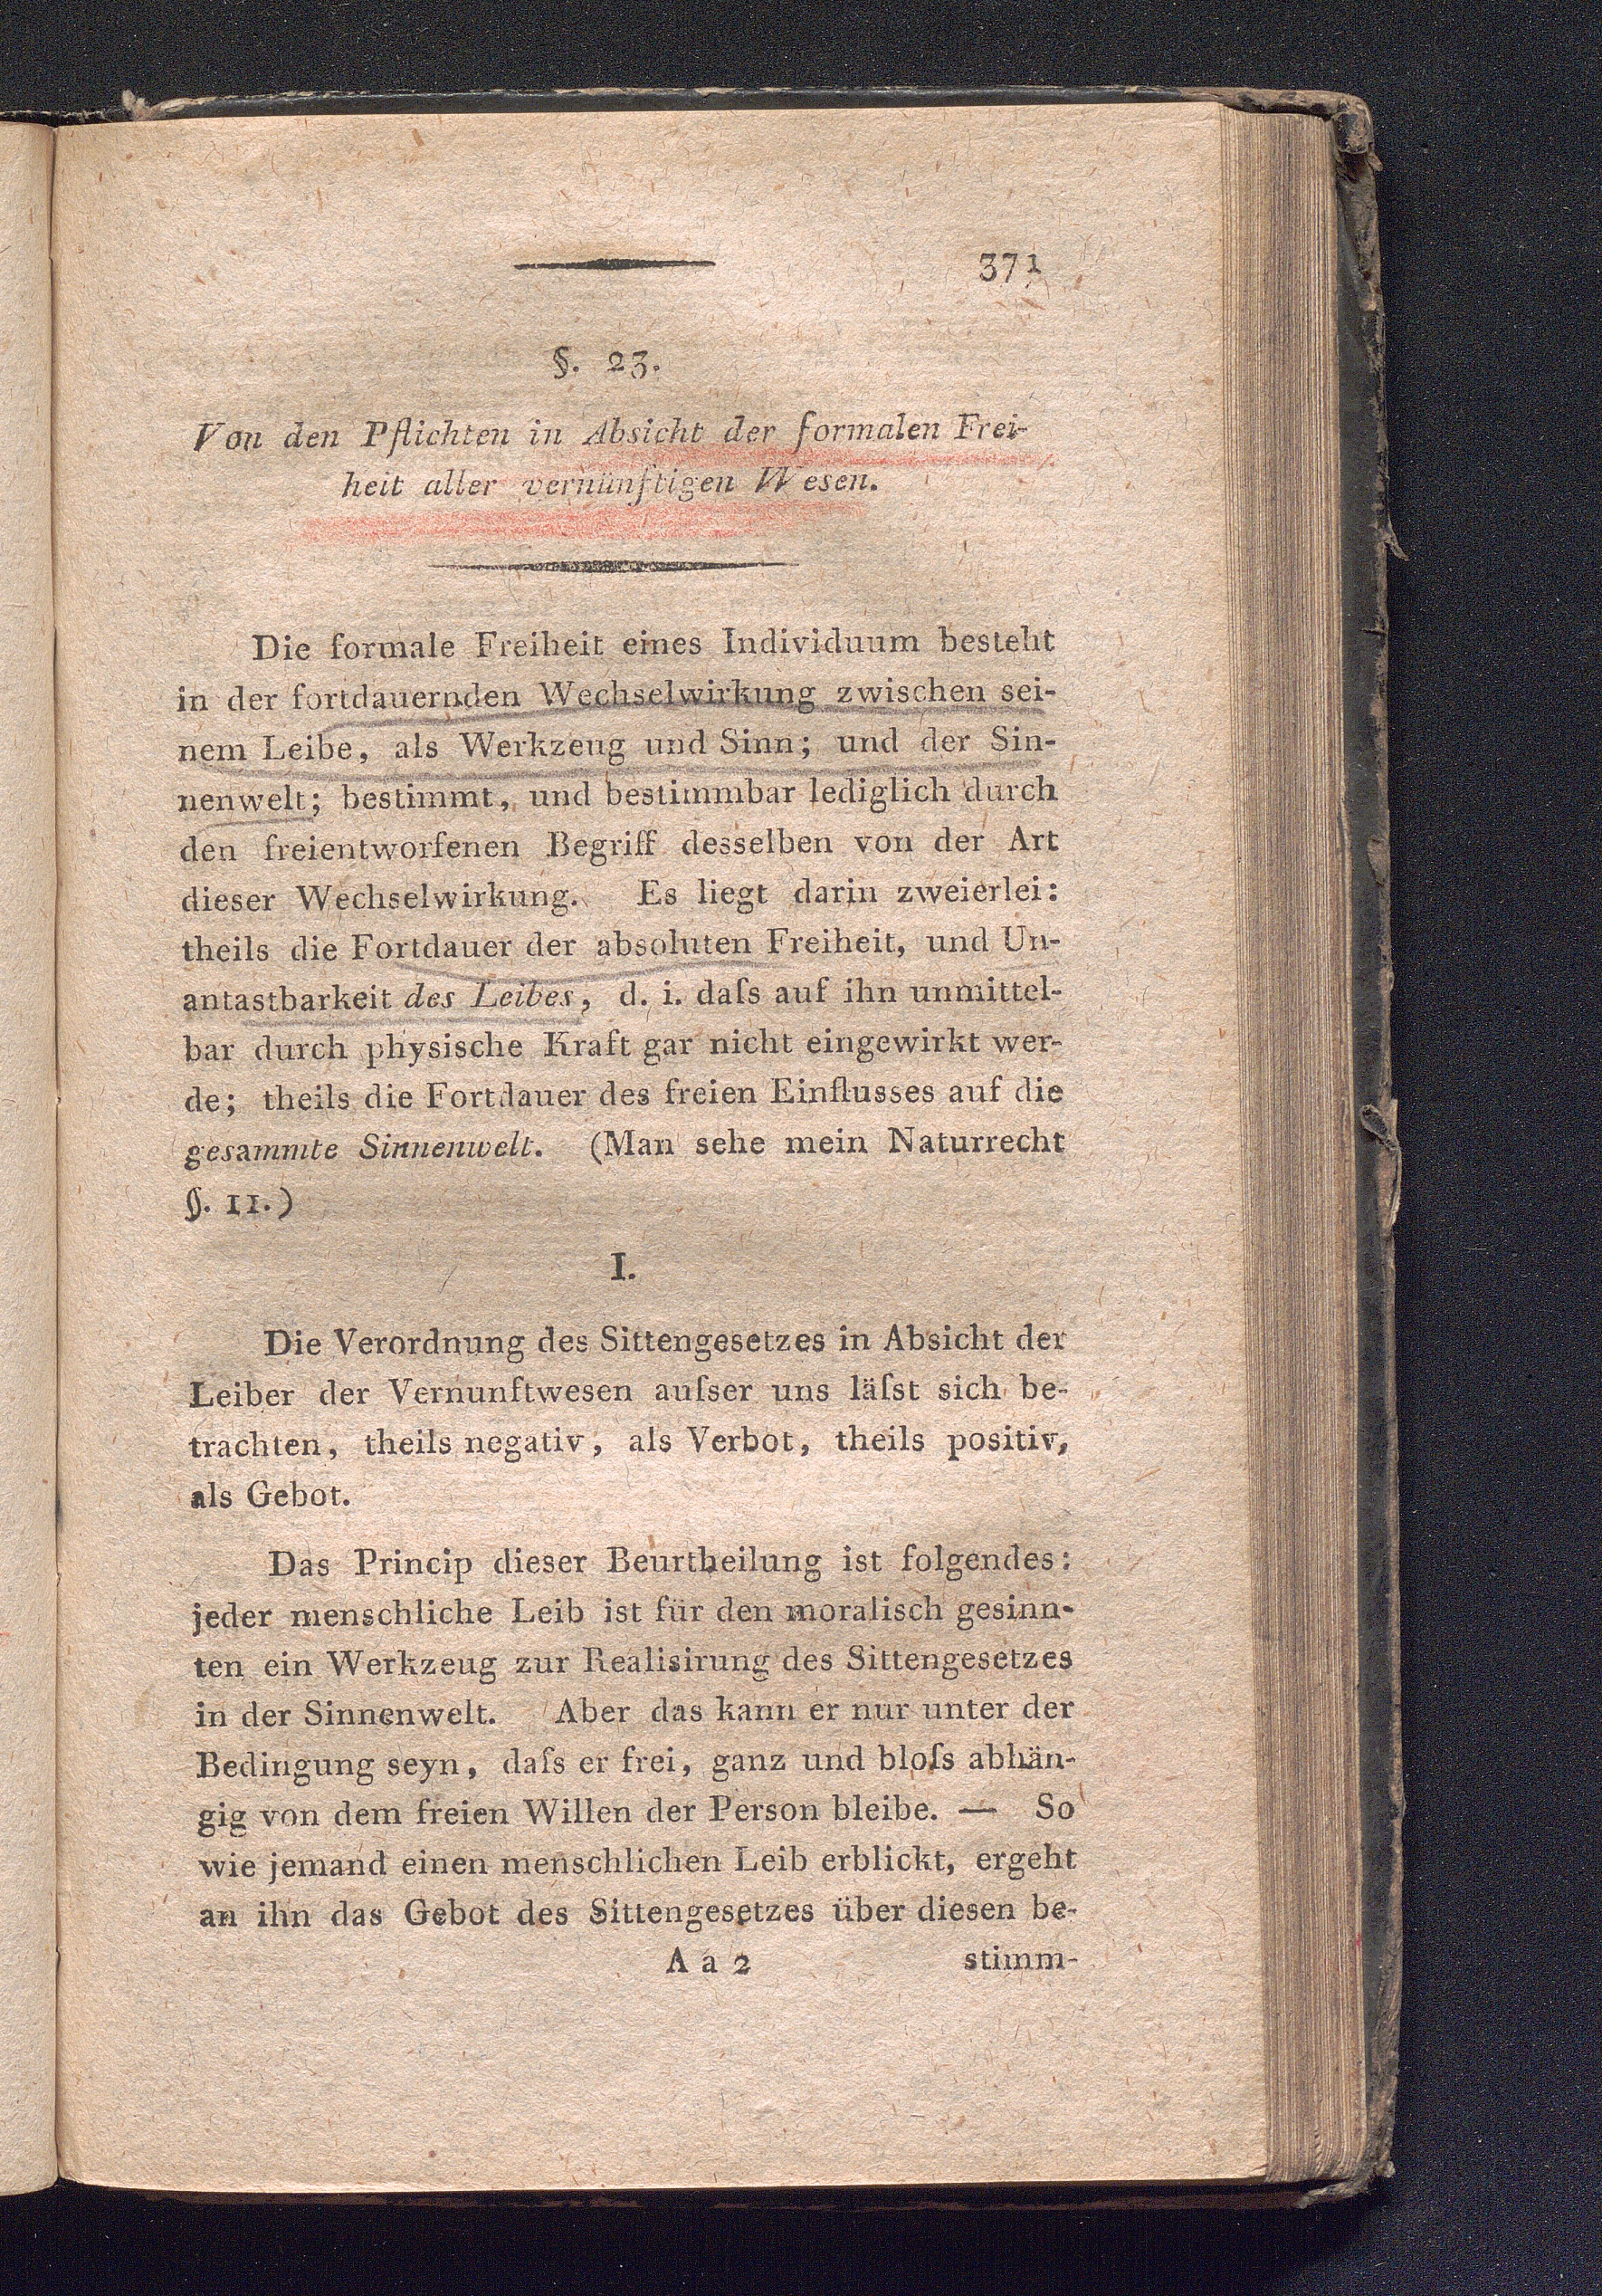 371
§. 23.
Von den Pflichten in Absicht der formalen Frei-
heit aller vernünftigen Wesen.
Die formale Freiheit eines Individuum besteht
in der fortdauernden Wechselwirkung zwischen sei-
nem Leibe, als Werkzeug und Sinn; und der Sin-
nenwelt; bestimmt, und bestimmbar lediglich durch
den freientworfenen Begriff desselben von der Art
dieser Wechselwirkung. Es liegt darin zweierlei:
theils die Fortdauer der absoluten Freiheit, und Un-
antastbarkeit des Leibes, d. i. daſs auf ihn unmittel-
bar durch physische Kraft gar nicht eingewirkt wer-
de; theils die Fortdauer des freien Einflusses auf die
gesammte Sinnenwelt. (Man sehe mein Naturrecht
§. 11.)
I.
Die Verordnung des Sittengesetzes in Absicht der
Leiber der Vernunftwesen auſser uns läſst sich be-
trachten, theils negativ, als Verbot, theils positiv,
als Gebot.
Das Princip dieser Beurtheilung ist folgendes:
jeder menschliche Leib ist für den moralisch gesinn-
ten ein Werkzeug zur Realisirung des Sittengesetzes
in der Sinnenwelt. Aber das kann er nur unter der
Bedingung seyn, daſs er frei, ganz und bloſs abhän-
gig von dem freien Willen der Person bleibe. — So
wie jemand einen menschlichen Leib erblickt, ergeht
an ihn das Gebot des Sittengesetzes über diesen be-
A a 2 stimm-